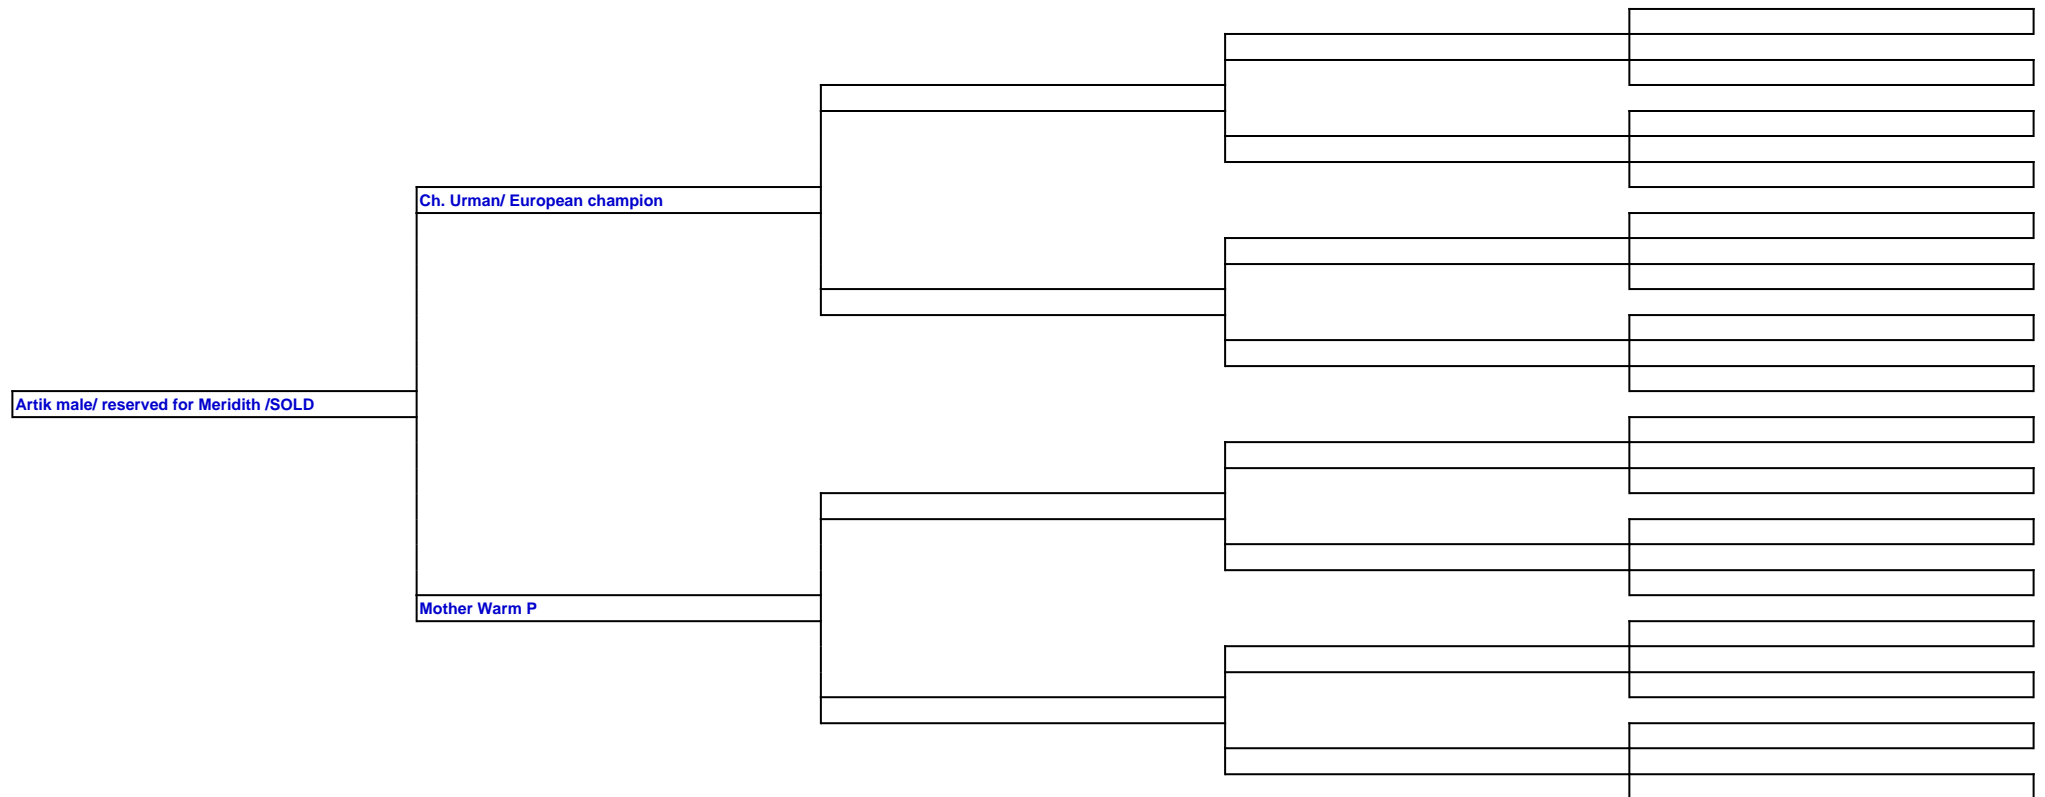 Ch. Urman/ European champion
Artik male/ reserved for Meridith /SOLD
Mother Warm P